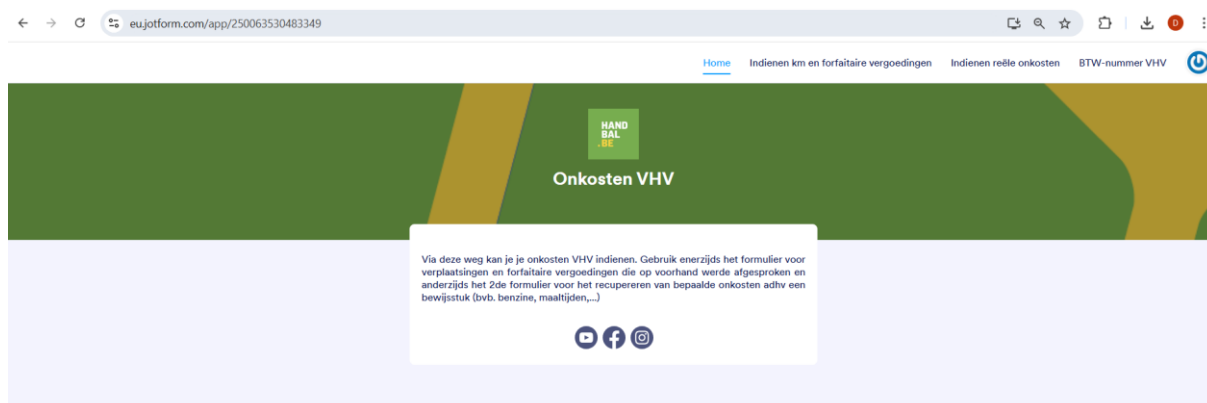 eu.jotform.com/app/250063530483349
D
Home Indienen km en forfaitaire vergoedingen Indienen reële onkosten BTW-nummer VHV
HAND
BAL
.BE
Onkosten VHV
Via deze weg kan je je onkosten VHV indienen. Gebruik enerzijds het formulier voor
verplaatsingen en forfaitaire vergoedingen die op voorhand werde afgesproken en
anderzijds het 2de formulier voor het recupereren van bepaalde onkosten adhv een
bewijsstuk (bvb. benzine, maaltijden,...)